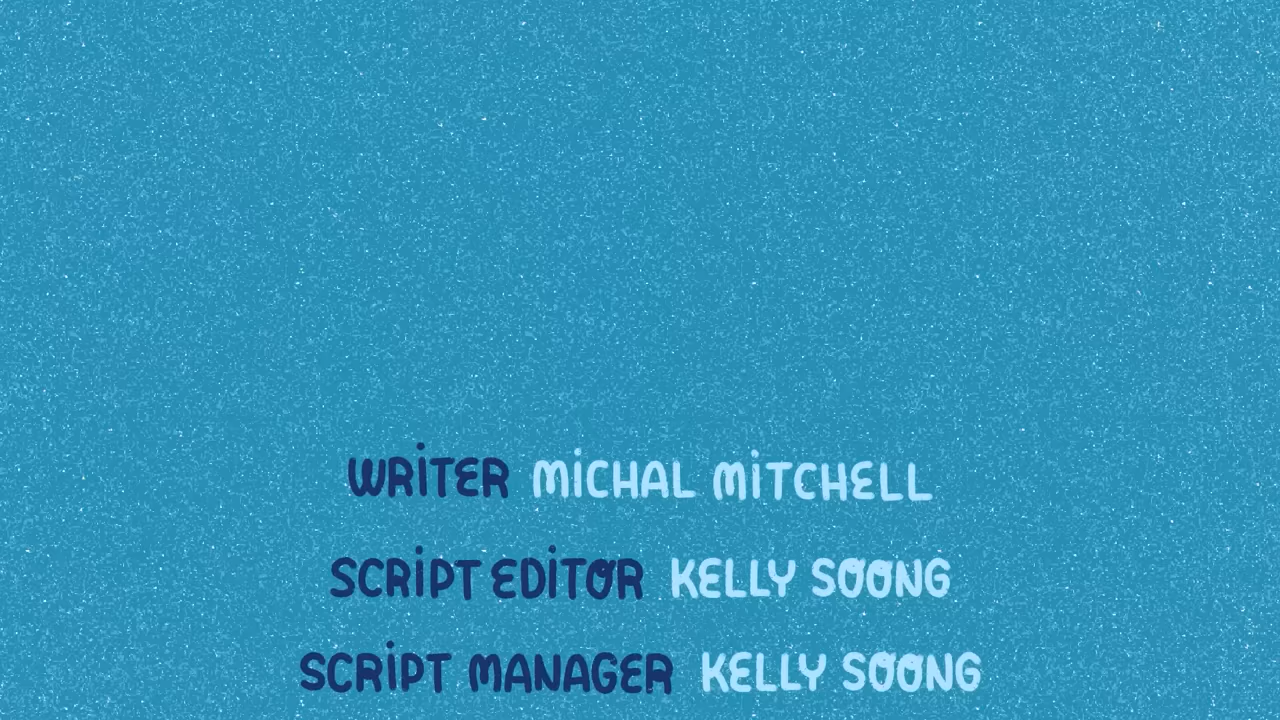 WRITER MICHAL MITCHELL
SCRIPT EDITOR KELLY SOONG
SCRIPT MANAGER KELLY SOONG